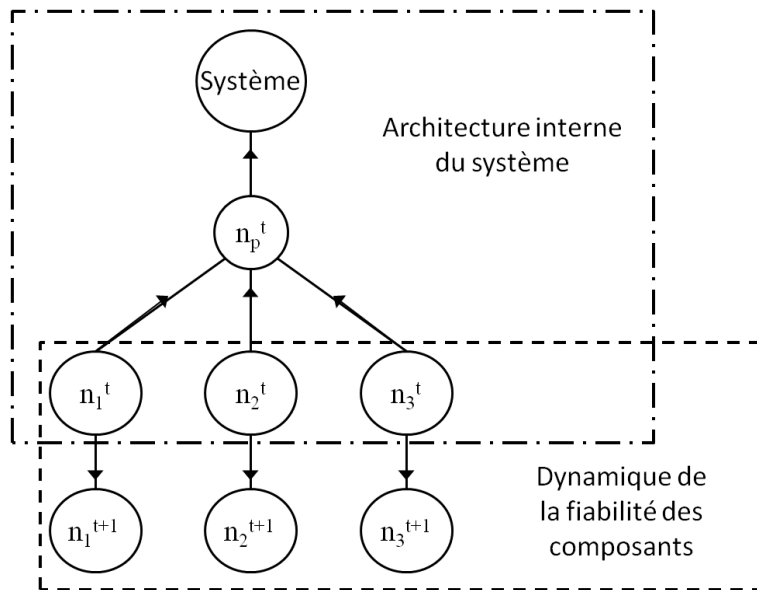 Système
Architecture interne
du système
n_p^t
n_1^t
n_2^t
n_3^t
Dynamique de
la fiabilité des
composants
n_1^{t+1}
n_2^{t+1}
n_3^{t+1}